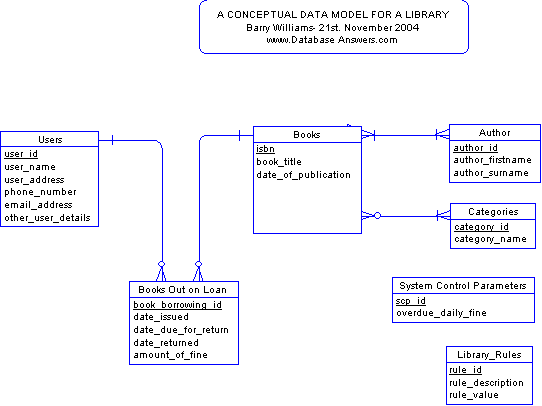 A CONCEPTUAL DATA MODEL FOR A LIBRARY
Barry Williams- 21st. November 2004
www.Database Answers.com
Users
user_id
user_name
user_address
phone_number
email_address
other_user_details
Books
isbn
book_title
date_of_publication
Author
author_id
author_firstname
author_surname
Categories
category_id
category_name
Books Out on Loan
book_borrowing_id
date_issued
date_due_for_return
date_returned
amount_of_fine
System Control Parameters
scp_id
overdue_daily_fine
Library_Rules
rule_id
rule_description
rule_value